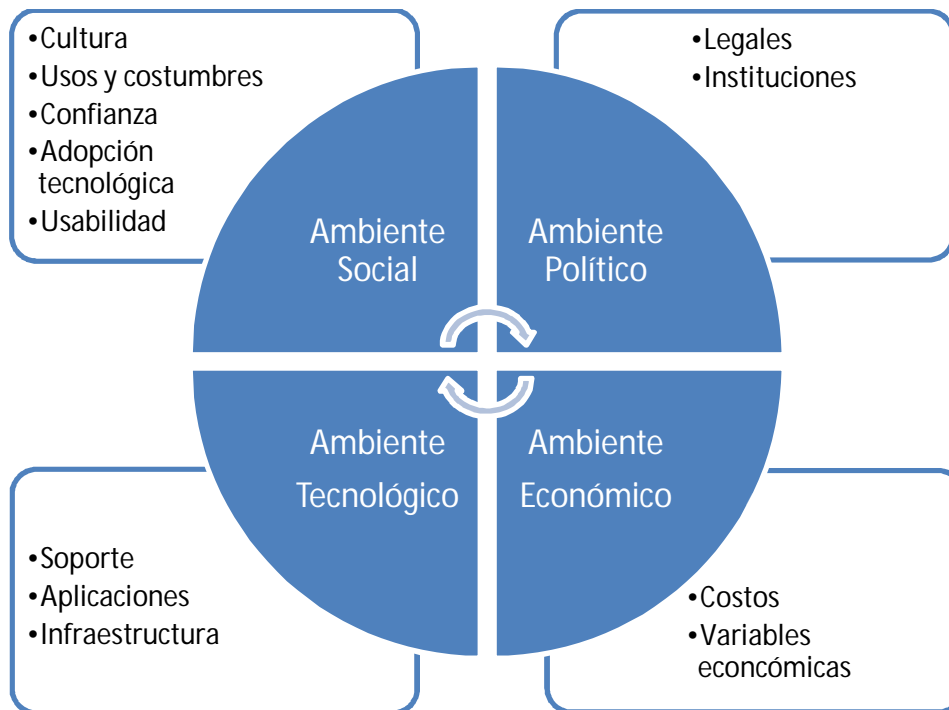 •Cultura
•Usos y costumbres
•Confianza
•Adopción
tecnológica
•Usabilidad
•Legales
•Instituciones
Ambiente
Social
Ambiente
Político
Ambiente
Tecnológico
Ambiente
Económico
•Soporte
•Aplicaciones
•Infraestructura
•Costos
•Variables
econcómicas